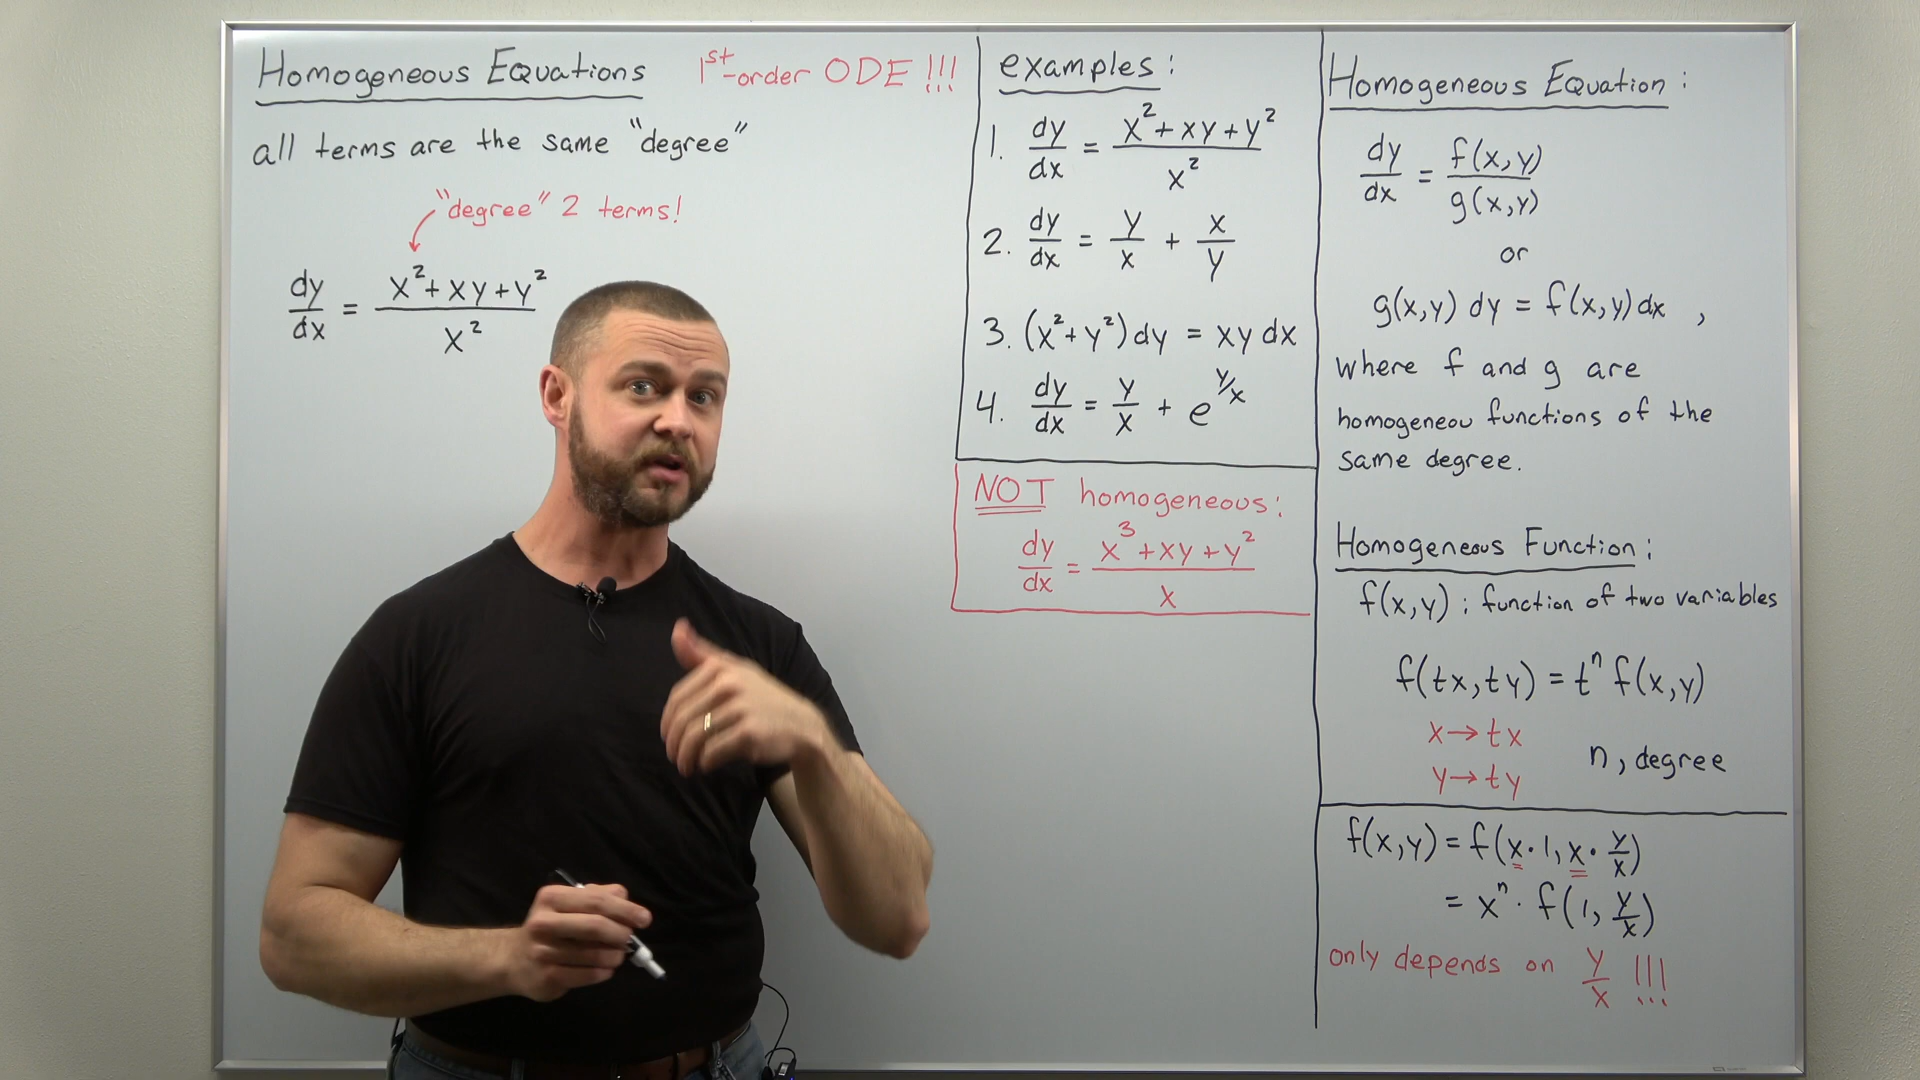 Homogeneous Equations 1st-order ODE !!!
all terms are the same "degree"
"degree" 2 terms!
dy/dx = (x²+xy+y²)/x²
examples:
1. dy/dx = (x²+xy+y²)/x²
2. dy/dx = y/x + x/y
3. (x²+y²)dy = xy dx
4. dy/dx = y/x + e^(y/x)
NOT homogeneous:
dy/dx = (x³+xy+y²)/x
Homogeneous Equation:
dy/dx = f(x,y)/g(x,y)
or
g(x,y) dy = f(x,y)dx ,
where f and g are
homogeneou functions of the
same degree.
Homogeneous Function:
f(x,y) : function of two variables
f(tx,ty) = tⁿ f(x,y)
x→tx
y→ty
n, degree
f(x,y) = f(x·1, x·y/x)
= xⁿ · f(1, y/x)
only depends on y/x !!!